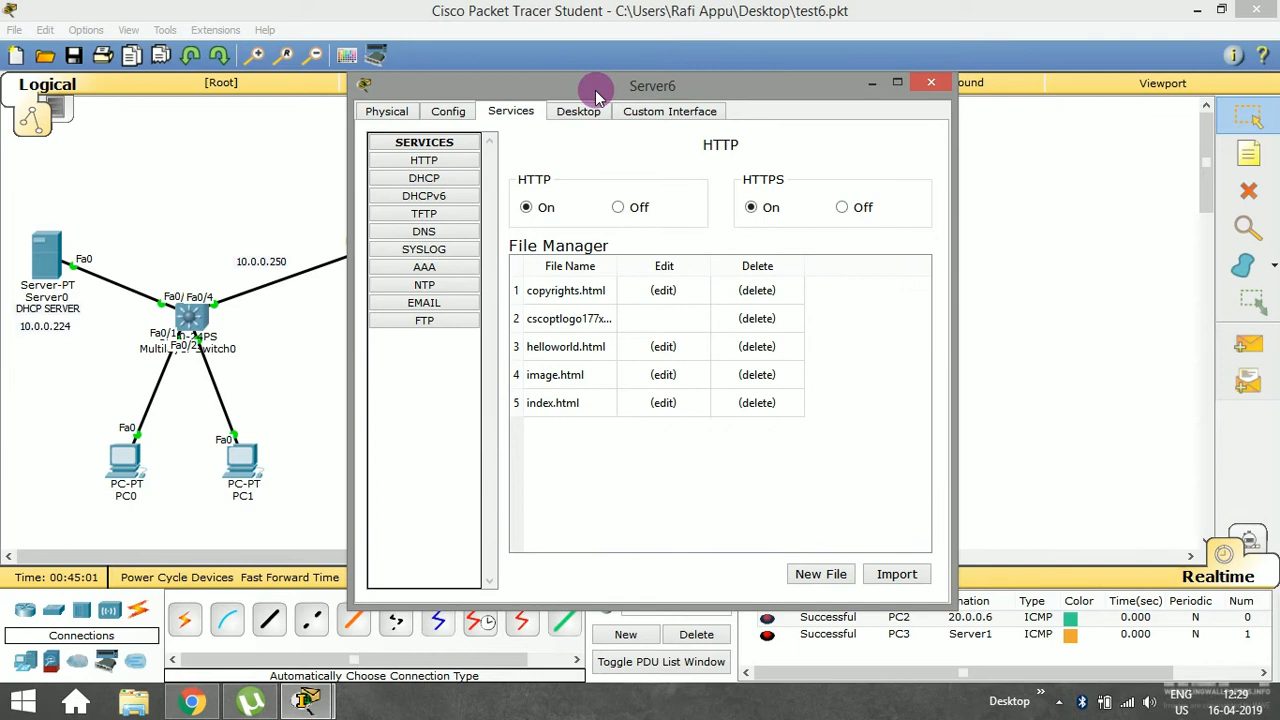 Cisco Packet Tracer Student - C:\Users\Rafi Appu\Desktop\test6.pkt
File Edit Options View Tools Extensions Help
Logical
[Root]
ound
Viewport
Server6
Physical Config Services Desktop Custom Interface
SERVICES
HTTP
DHCP
DHCPv6
TFTP
DNS
SYSLOG
AAA
NTP
EMAIL
FTP
HTTP
HTTP
On Off
HTTPS
On Off
File Manager
File Name Edit Delete
1 copyrights.html (edit) (delete)
2 cscoptlogo177x... (delete)
3 helloworld.html (edit) (delete)
4 image.html (edit) (delete)
5 index.html (edit) (delete)
New File Import
10.0.0.250
Fa0
Server-PT
Server0
DHCP SERVER
10.0.0.224
Fa0/ Fa0/4
Fa0/1
Fa0/2
Fa0
PC-PT
PC0
Fa0
PC-PT
PC1
Time: 00:45:01 Power Cycle Devices Fast Forward Time
Realtime
Connections
Automatically Choose Connection Type
New Delete
Toggle PDU List Window
ination Type Color Time(sec) Periodic Num
Successful PC2 20.0.0.6 ICMP 0.000 N 0
Successful PC3 Server1 ICMP 0.000 N 1
Desktop
ENG
US
12:29
16-04-2019